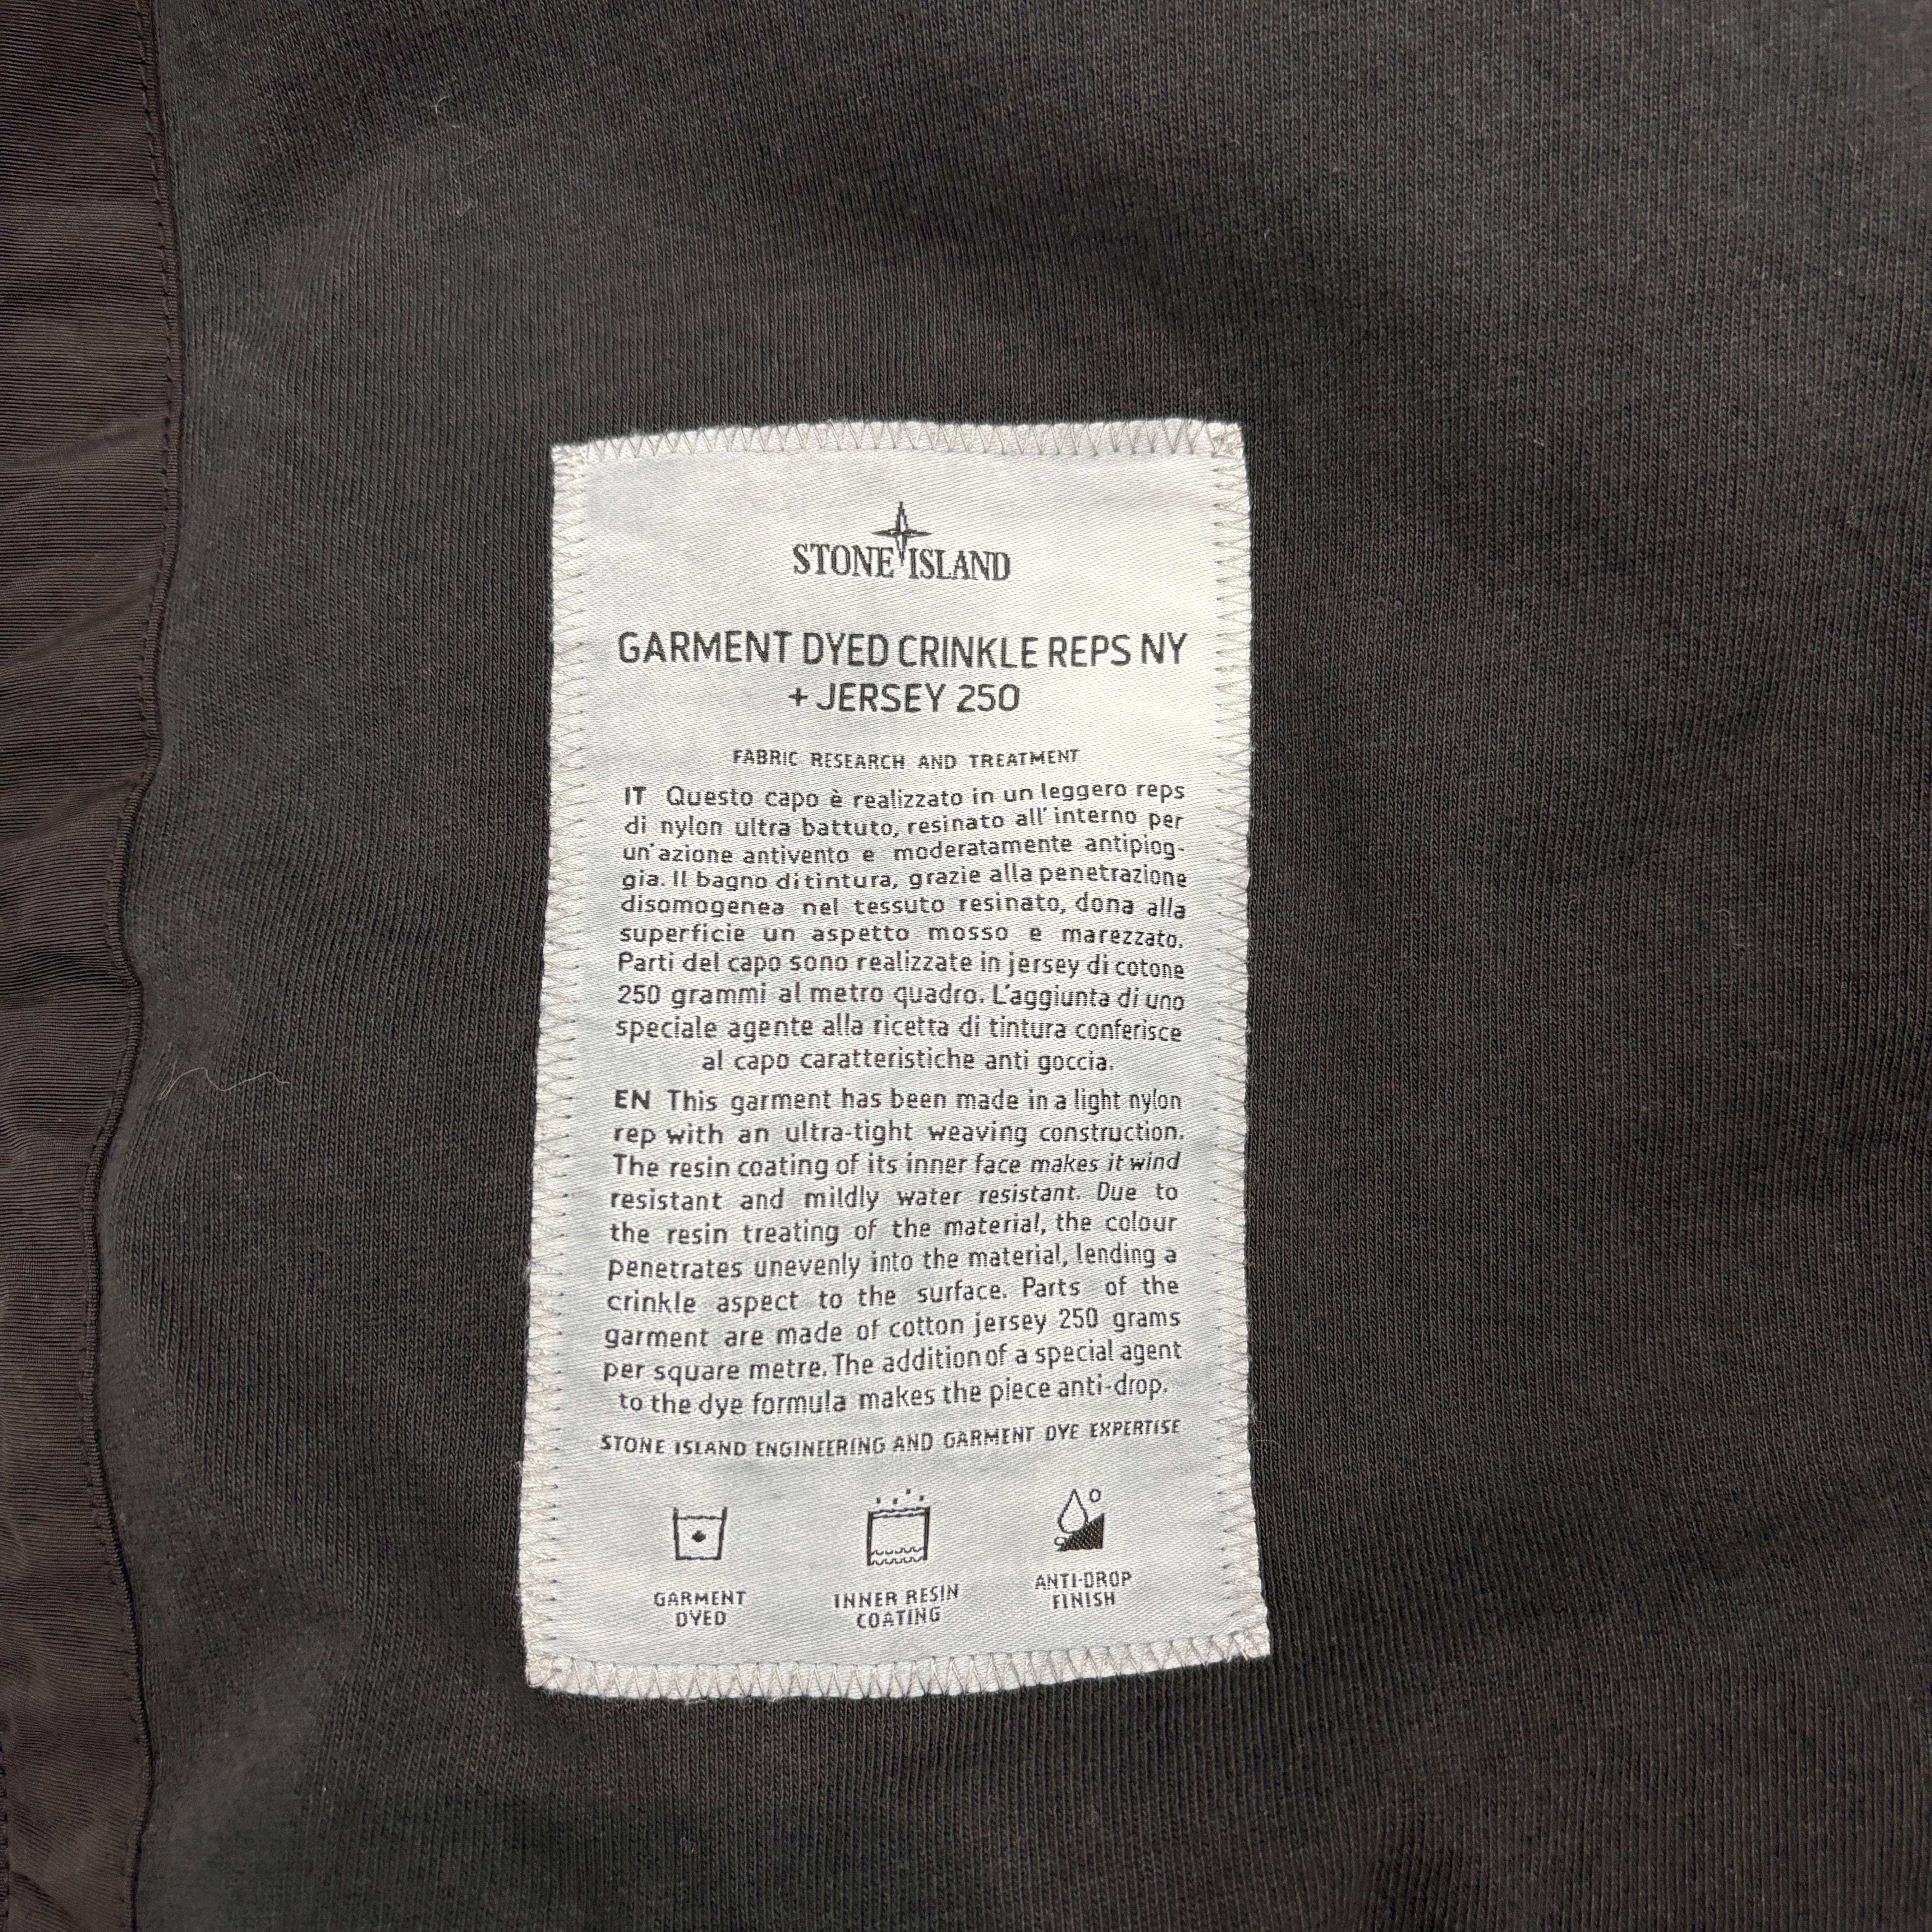 STONE ISLAND
GARMENT DYED CRINKLE REPS NY
+ JERSEY 250
FABRIC RESEARCH AND TREATMENT
IT Questo capo è realizzato in un leggero reps
di nylon ultra battuto, resinato all'interno per
un'azione antivento e moderatamente antipiog-
gia. Il bagno di tintura, grazie alla penetrazione
disomogenea nel tessuto resinato, dona alla
superficie un aspetto mosso e marezzato.
Parti del capo sono realizzate in jersey di cotone
250 grammi al metro quadro. L'aggiunta di uno
speciale agente alla ricetta di tintura conferisce
al capo caratteristiche anti goccia.
EN This garment has been made in a light nylon
rep with an ultra-tight weaving construction.
The resin coating of its inner face makes it wind
resistant and mildly water resistant. Due to
the resin treating of the material, the colour
penetrates unevenly into the material, lending a
crinkle aspect to the surface. Parts of the
garment are made of cotton jersey 250 grams
per square metre. The addition of a special agent
to the dye formula makes the piece anti-drop.
STONE ISLAND ENGINEERING AND GARMENT DYE EXPERTISE
GARMENT
DYED
INNER RESIN
COATING
ANTI-DROP
FINISH